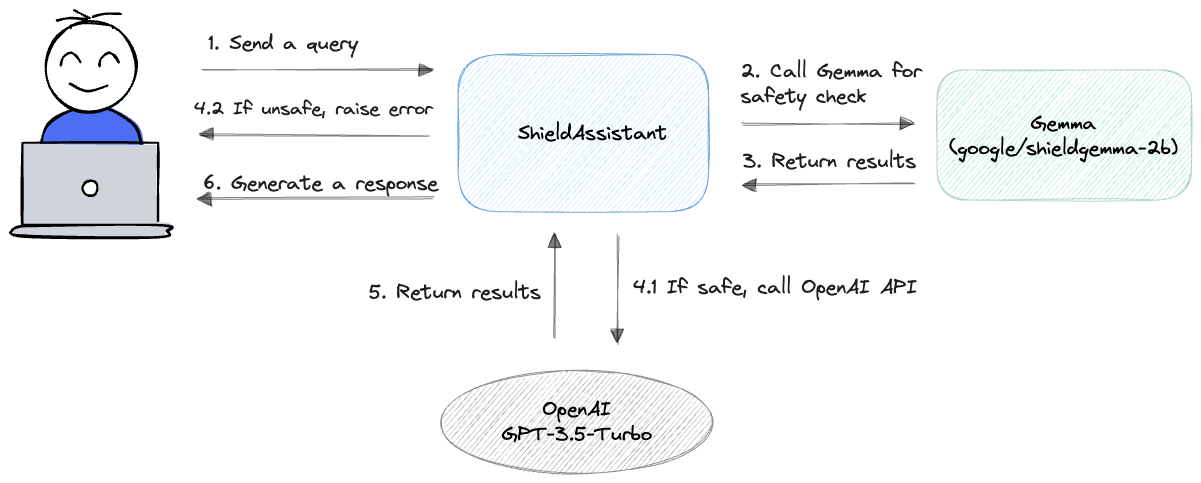 1. Send a query
4.2 If unsafe, raise error
6. Generate a response
ShieldAssistant
2. Call Gemma for
safety check
3. Return results
Gemma
(google/shieldgemma-2b)
5. Return results
4.1 If safe, call OpenAI API
OpenAI
GPT-3.5-Turbo